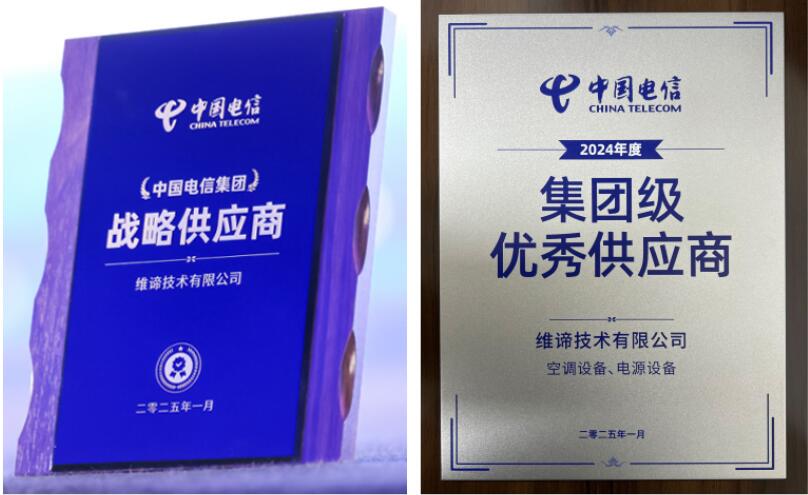 中国电信
CHINA TELECOM
中国电信集团
战略供应商
维谛技术有限公司
二零二五年一月
中国电信
CHINA TELECOM
2024年度
集团级
优秀供应商
维谛技术有限公司
空调设备、电源设备
二零二五年一月